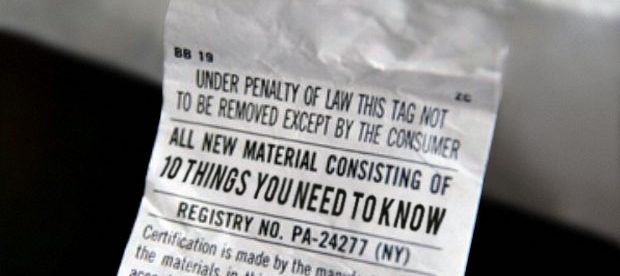 BB 19
ZG
UNDER PENALTY OF LAW THIS TAG NOT
TO BE REMOVED EXCEPT BY THE CONSUMER
ALL NEW MATERIAL CONSISTING OF
10 THINGS YOU NEED TO KNOW
REGISTRY NO. PA-24277 (NY)
Certification is made by the
the materials in